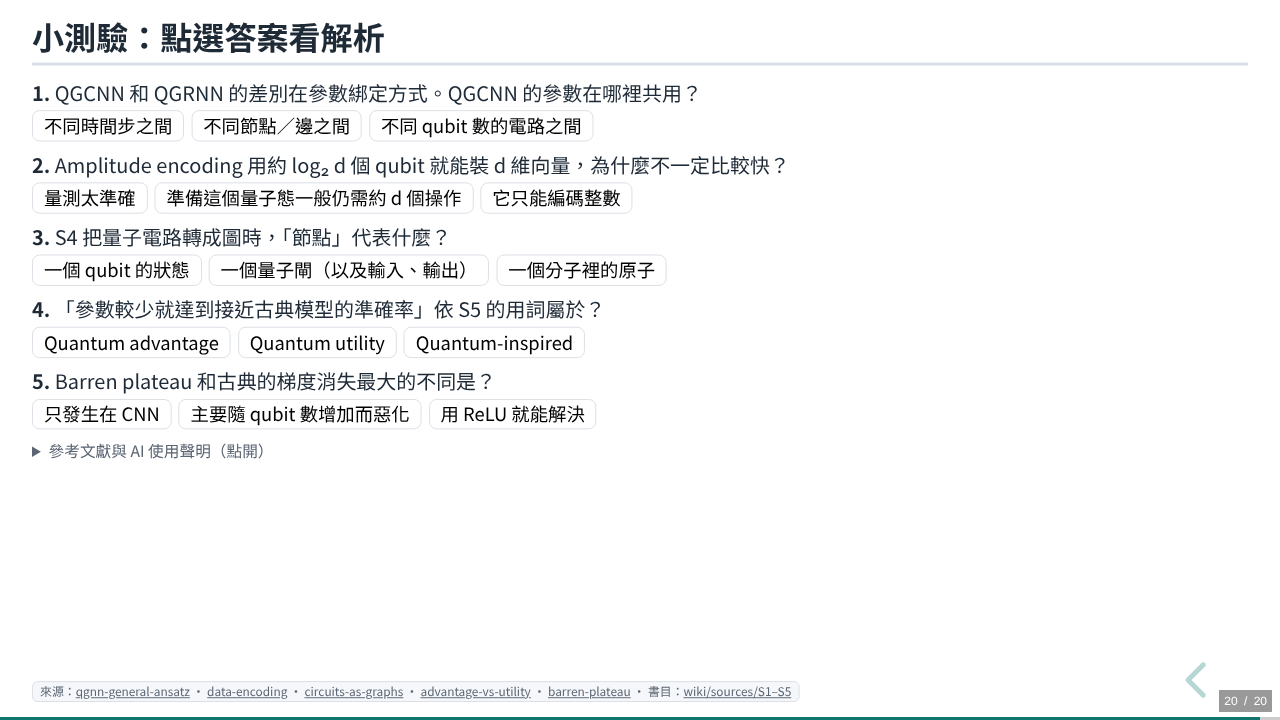 小測驗：點選答案看解析
1. QGCNN 和 QGRNN 的差別在參數綁定方式。QGCNN 的參數在哪裡共用？
不同時間步之間 不同節點／邊之間 不同 qubit 數的電路之間
2. Amplitude encoding 用約 log₂ d 個 qubit 就能裝 d 維向量，為什麼不一定比較快？
量測太準確 準備這個量子態一般仍需約 d 個操作 它只能編碼整數
3. S4 把量子電路轉成圖時，「節點」代表什麼？
一個 qubit 的狀態 一個量子閘（以及輸入、輸出） 一個分子裡的原子
4. 「參數較少就達到接近古典模型的準確率」依 S5 的用詞屬於？
Quantum advantage Quantum utility Quantum-inspired
5. Barren plateau 和古典的梯度消失最大的不同是？
只發生在 CNN 主要隨 qubit 數增加而惡化 用 ReLU 就能解決
▶ 參考文獻與 AI 使用聲明（點開）
來源：qgnn-general-ansatz · data-encoding · circuits-as-graphs · advantage-vs-utility · barren-plateau · 書目：wiki/sources/S1–S5
20 / 20